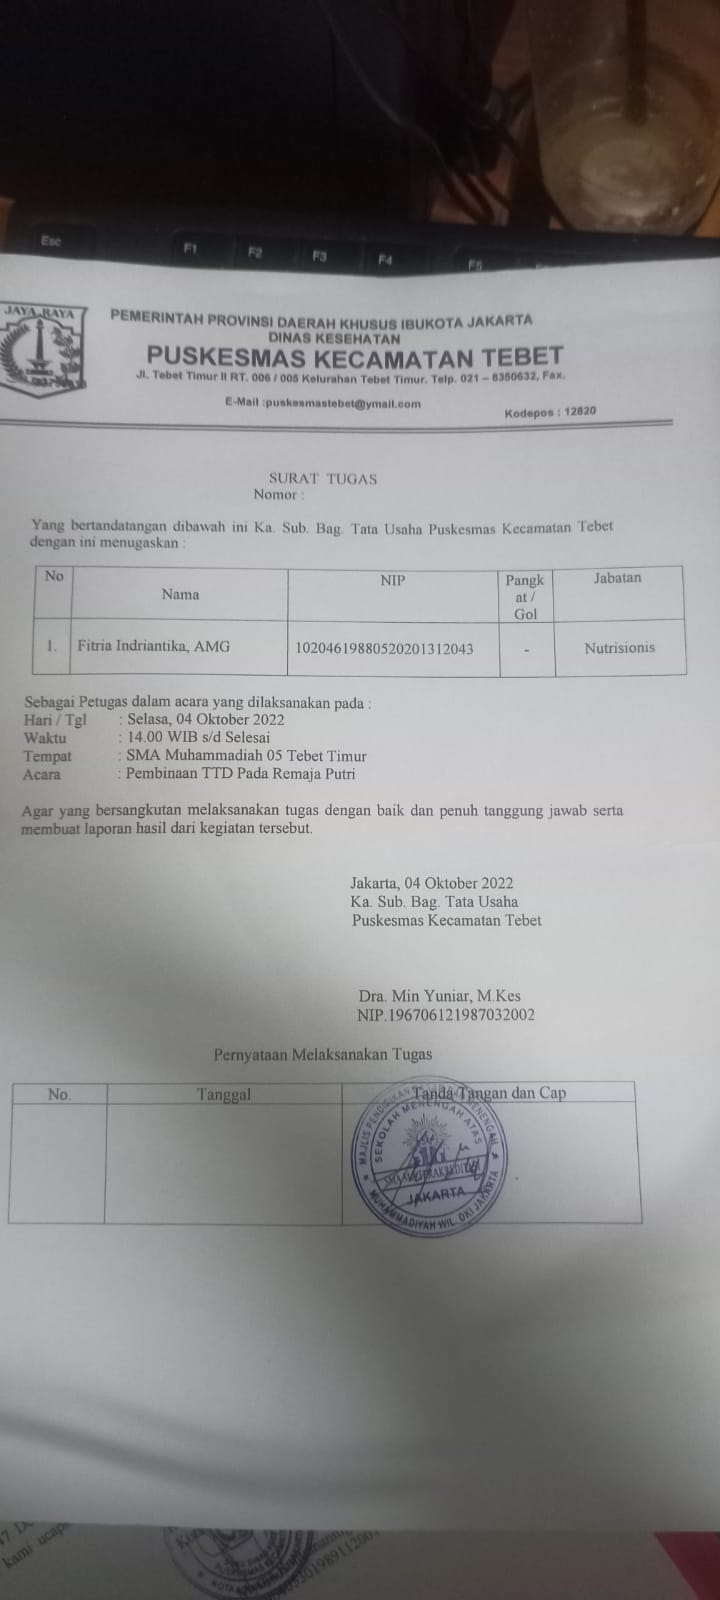 Esc F1 F2 F3 F4 F5
JAYA RAYA
PEMERINTAH PROVINSI DAERAH KHUSUS IBUKOTA JAKARTA
DINAS KESEHATAN
PUSKESMAS KECAMATAN TEBET
Jl. Tebet Timur II RT. 006 / 005 Kelurahan Tebet Timur. Telp. 021 – 8350632, Fax.
E-Mail :puskesmastebet@ymail.com
Kodepos : 12820
SURAT TUGAS
Nomor :
Yang bertandatangan dibawah ini Ka. Sub. Bag. Tata Usaha Puskesmas Kecamatan Tebet
dengan ini menugaskan :
No Nama NIP Pangk
at /
Gol Jabatan
1. Fitria Indriantika, AMG 10204619880520201312043 - Nutrisionis
Sebagai Petugas dalam acara yang dilaksanakan pada :
Hari / Tgl : Selasa, 04 Oktober 2022
Waktu : 14.00 WIB s/d Selesai
Tempat : SMA Muhammadiah 05 Tebet Timur
Acara : Pembinaan TTD Pada Remaja Putri
Agar yang bersangkutan melaksanakan tugas dengan baik dan penuh tanggung jawab serta
membuat laporan hasil dari kegiatan tersebut.
Jakarta, 04 Oktober 2022
Ka. Sub. Bag. Tata Usaha
Puskesmas Kecamatan Tebet
Dra. Min Yuniar, M.Kes
NIP.196706121987032002
Pernyataan Melaksanakan Tugas
No. Tanggal Tanda Tangan dan Cap
MAJLIS PENDIDIKAN MENENGAH
SEKOLAH MENENGAH ATAS
JAKARTA
MUHAMMADIYAH WIL. DKI JAKARTA
kami